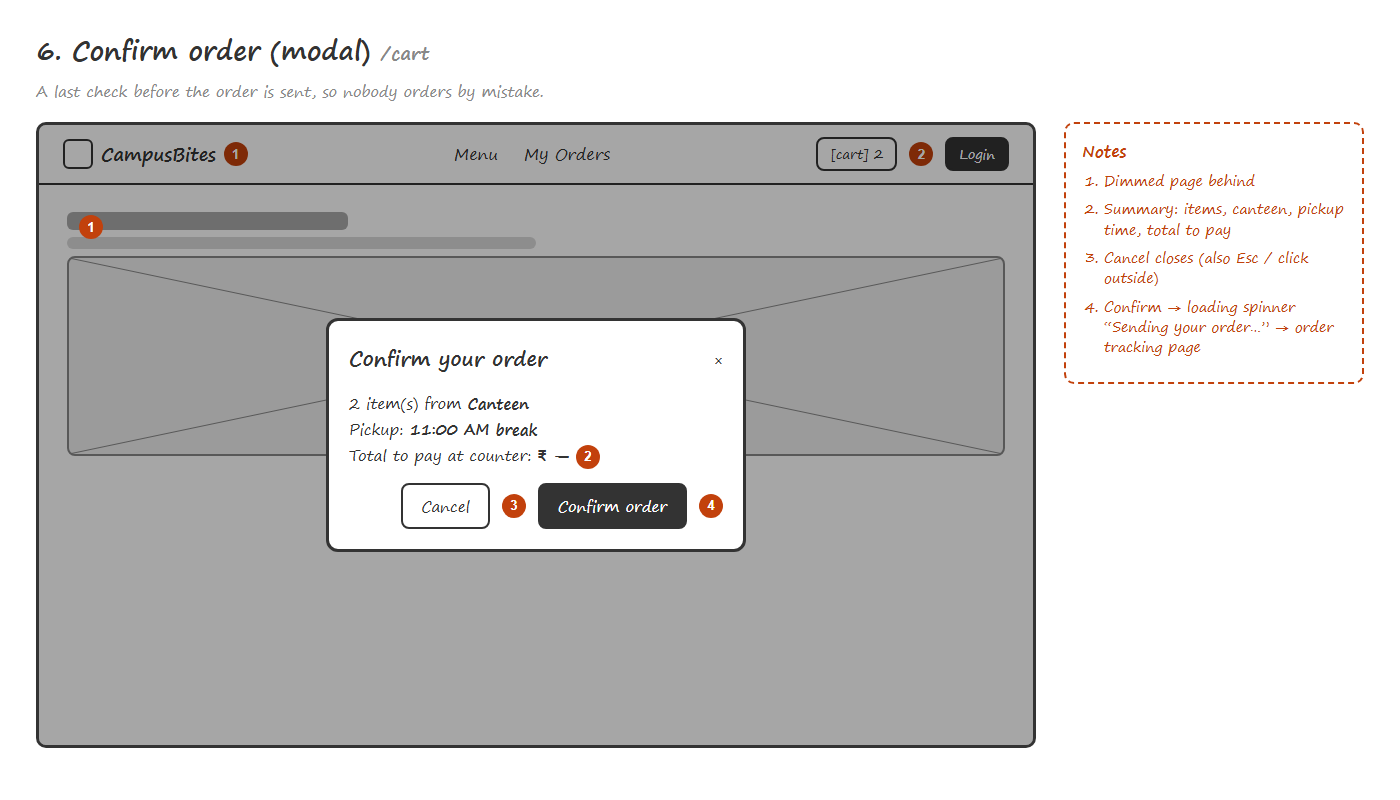 6. Confirm order (modal) /cart
A last check before the order is sent, so nobody orders by mistake.
CampusBites 1 Menu My Orders [cart] 2 2 Login
1
Confirm your order ×
2 item(s) from Canteen
Pickup: 11:00 AM break
Total to pay at counter: ₹ — 2
Cancel 3 Confirm order 4
Notes
1. Dimmed page behind
2. Summary: items, canteen, pickup
time, total to pay
3. Cancel closes (also Esc / click
outside)
4. Confirm → loading spinner
“Sending your order…” → order
tracking page